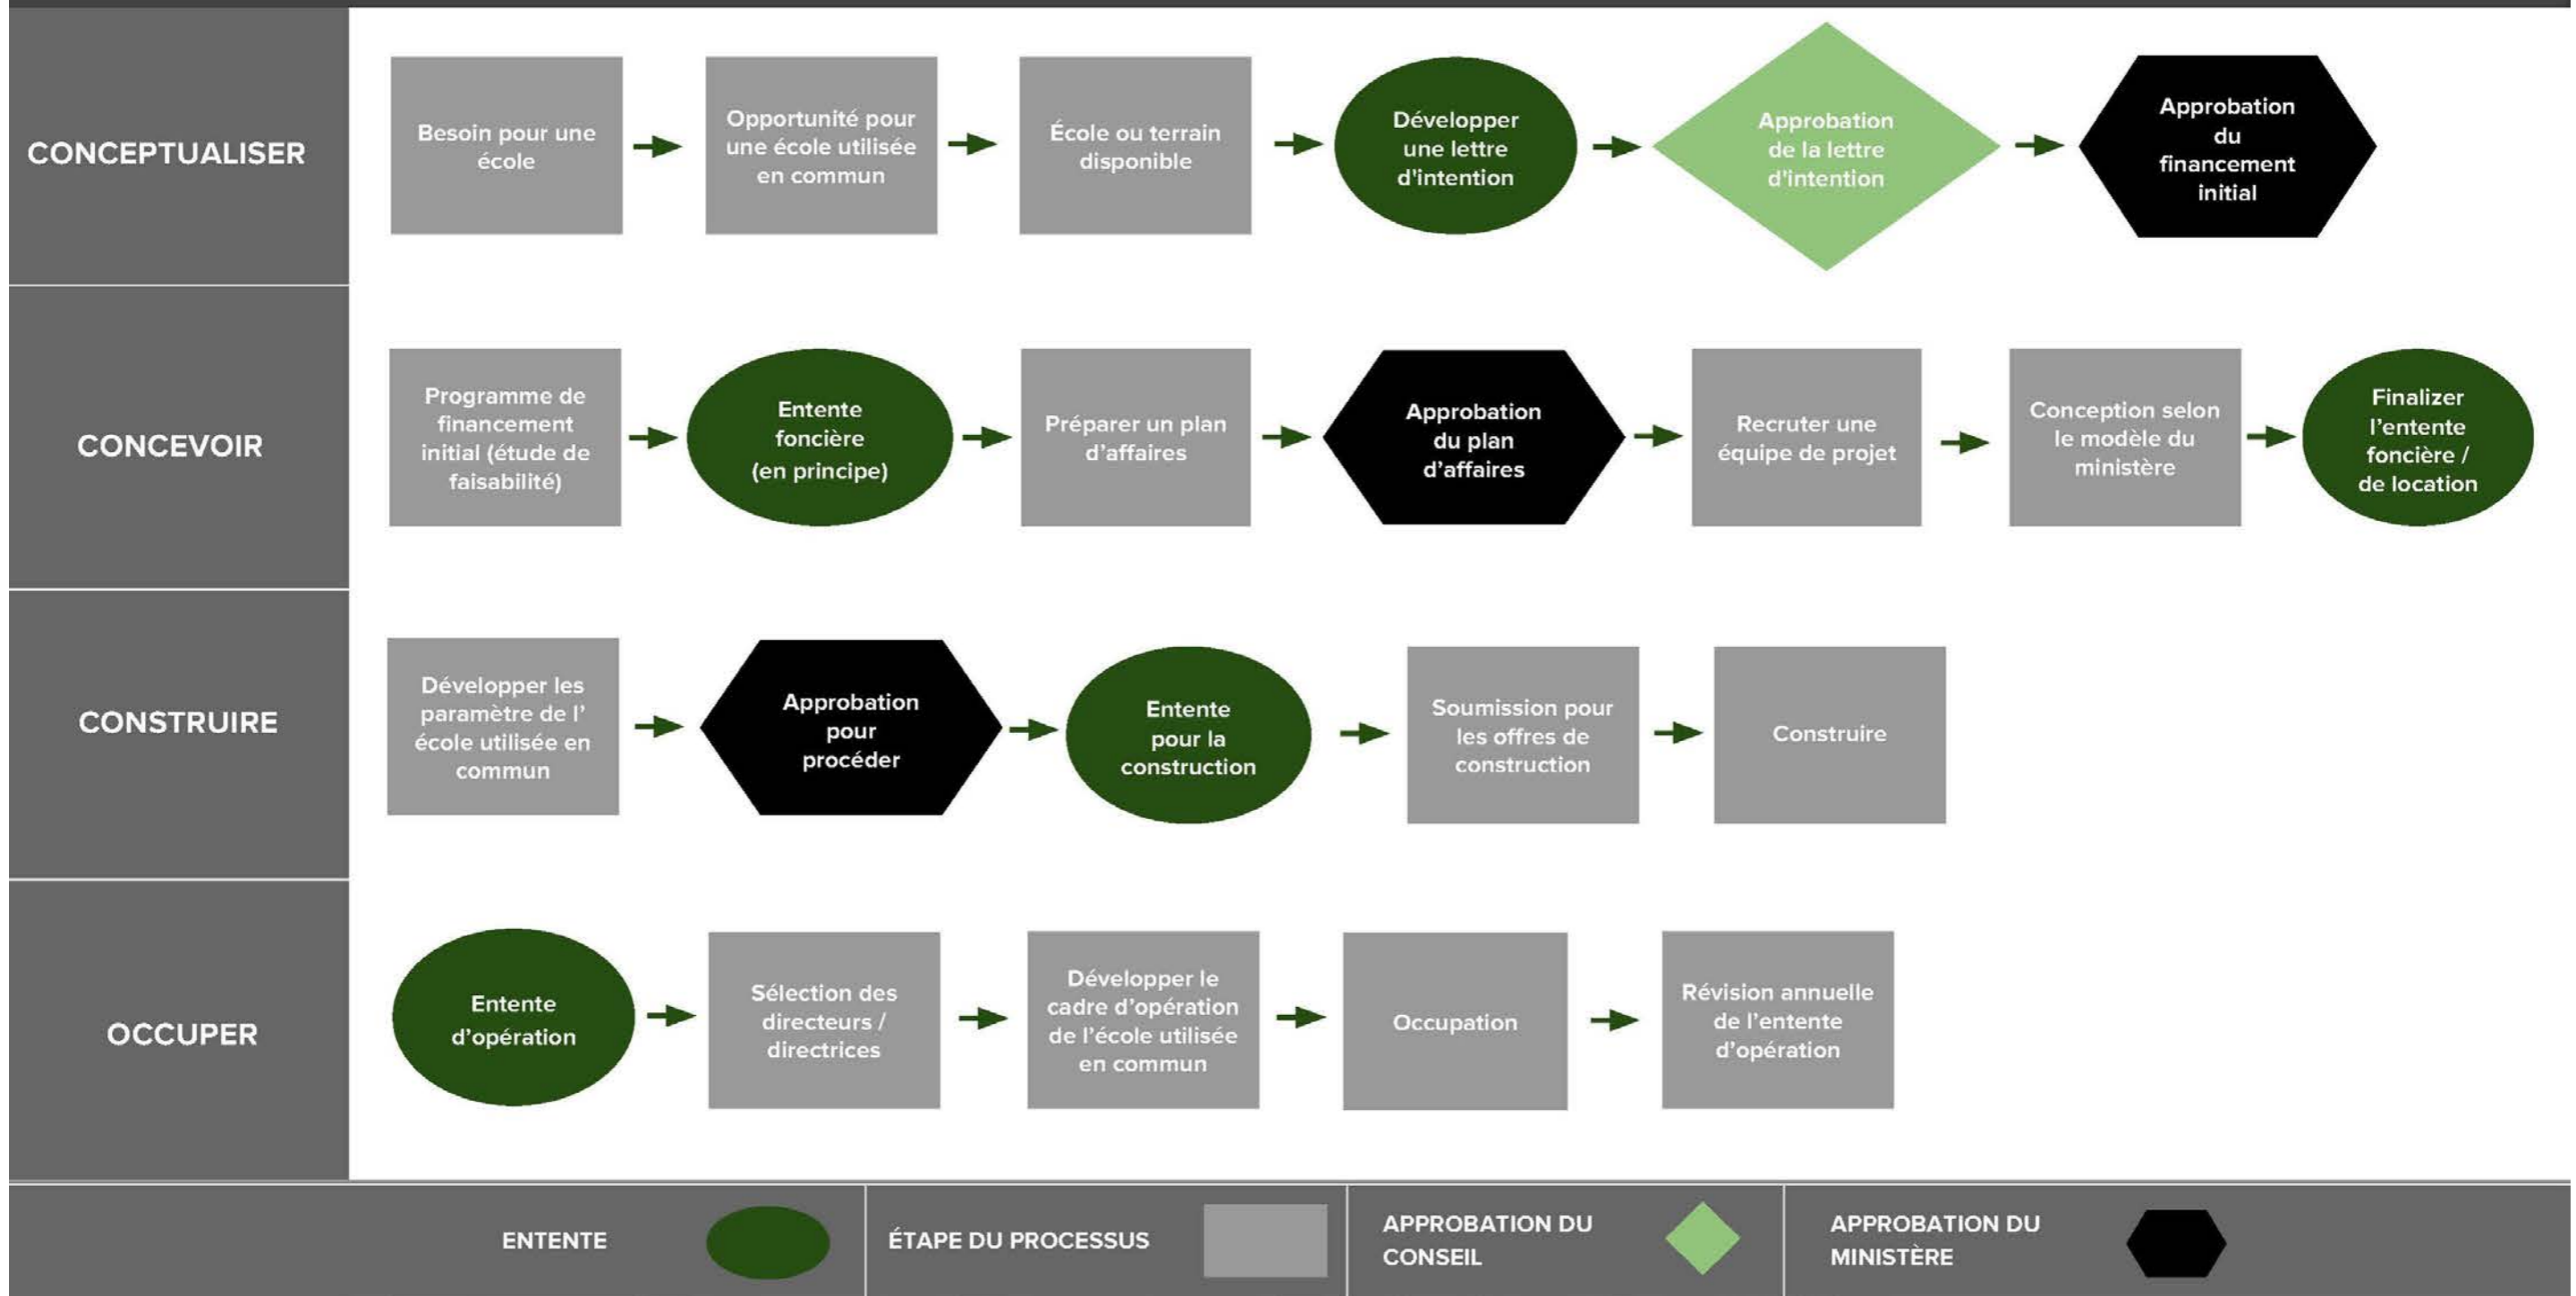 CONCEPTUALISER
Besoin pour une
école
Opportunité pour
une école utilisée
en commun
École ou terrain
disponible
Développer
une lettre
d'intention
Approbation
de la lettre
d'intention
Approbation
du
financement
initial
CONCEVOIR
Programme de
financement
initial (étude de
faisabilité)
Entente
foncière
(en principe)
Préparer un plan
d’affaires
Approbation
du plan
d’affaires
Recruter une
équipe de projet
Conception selon
le modèle du
ministère
Finalizer
l’entente
foncière /
de location
CONSTRUIRE
Développer les
paramètre de l’
école utilisée en
commun
Approbation
pour
procéder
Entente
pour la
construction
Soumission pour
les offres de
construction
Construire
OCCUPER
Entente
d’opération
Sélection des
directeurs /
directrices
Développer le
cadre d’opération
de l’école utilisée
en commun
Occupation
Révision annuelle
de l’entente
d’opération
ENTENTE
ÉTAPE DU PROCESSUS
APPROBATION DU
CONSEIL
APPROBATION DU
MINISTÈRE